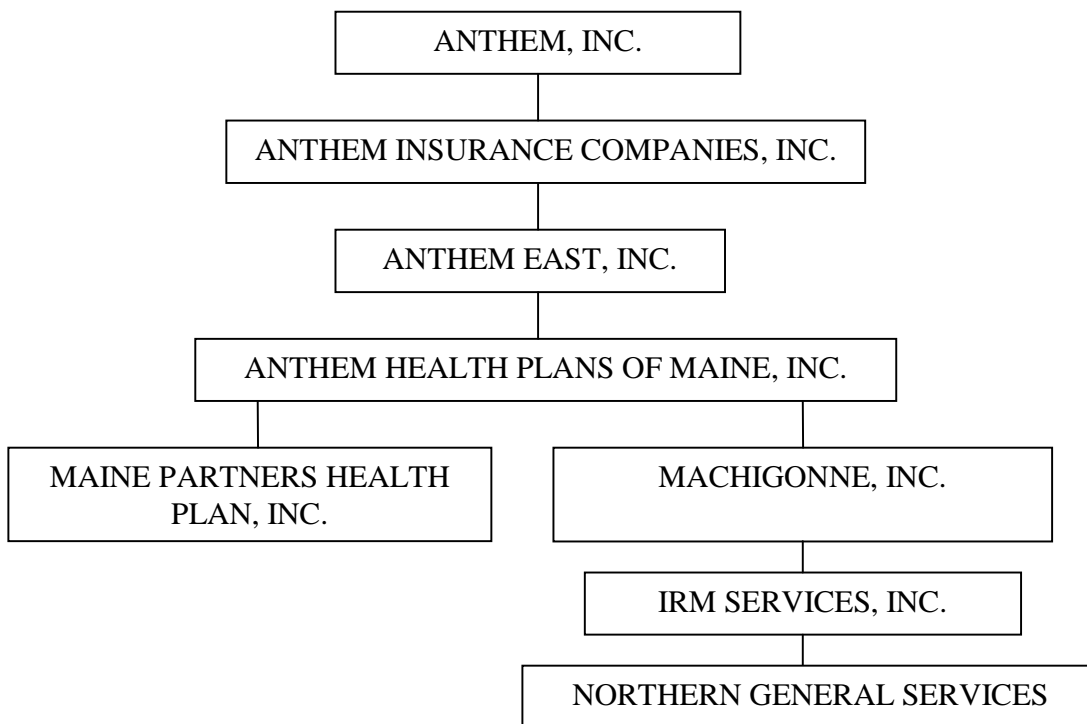 ANTHEM, INC.
ANTHEM INSURANCE COMPANIES, INC.
ANTHEM EAST, INC.
ANTHEM HEALTH PLANS OF MAINE, INC.
MAINE PARTNERS HEALTH
PLAN, INC.
MACHIGONNE, INC.
IRM SERVICES, INC.
NORTHERN GENERAL SERVICES